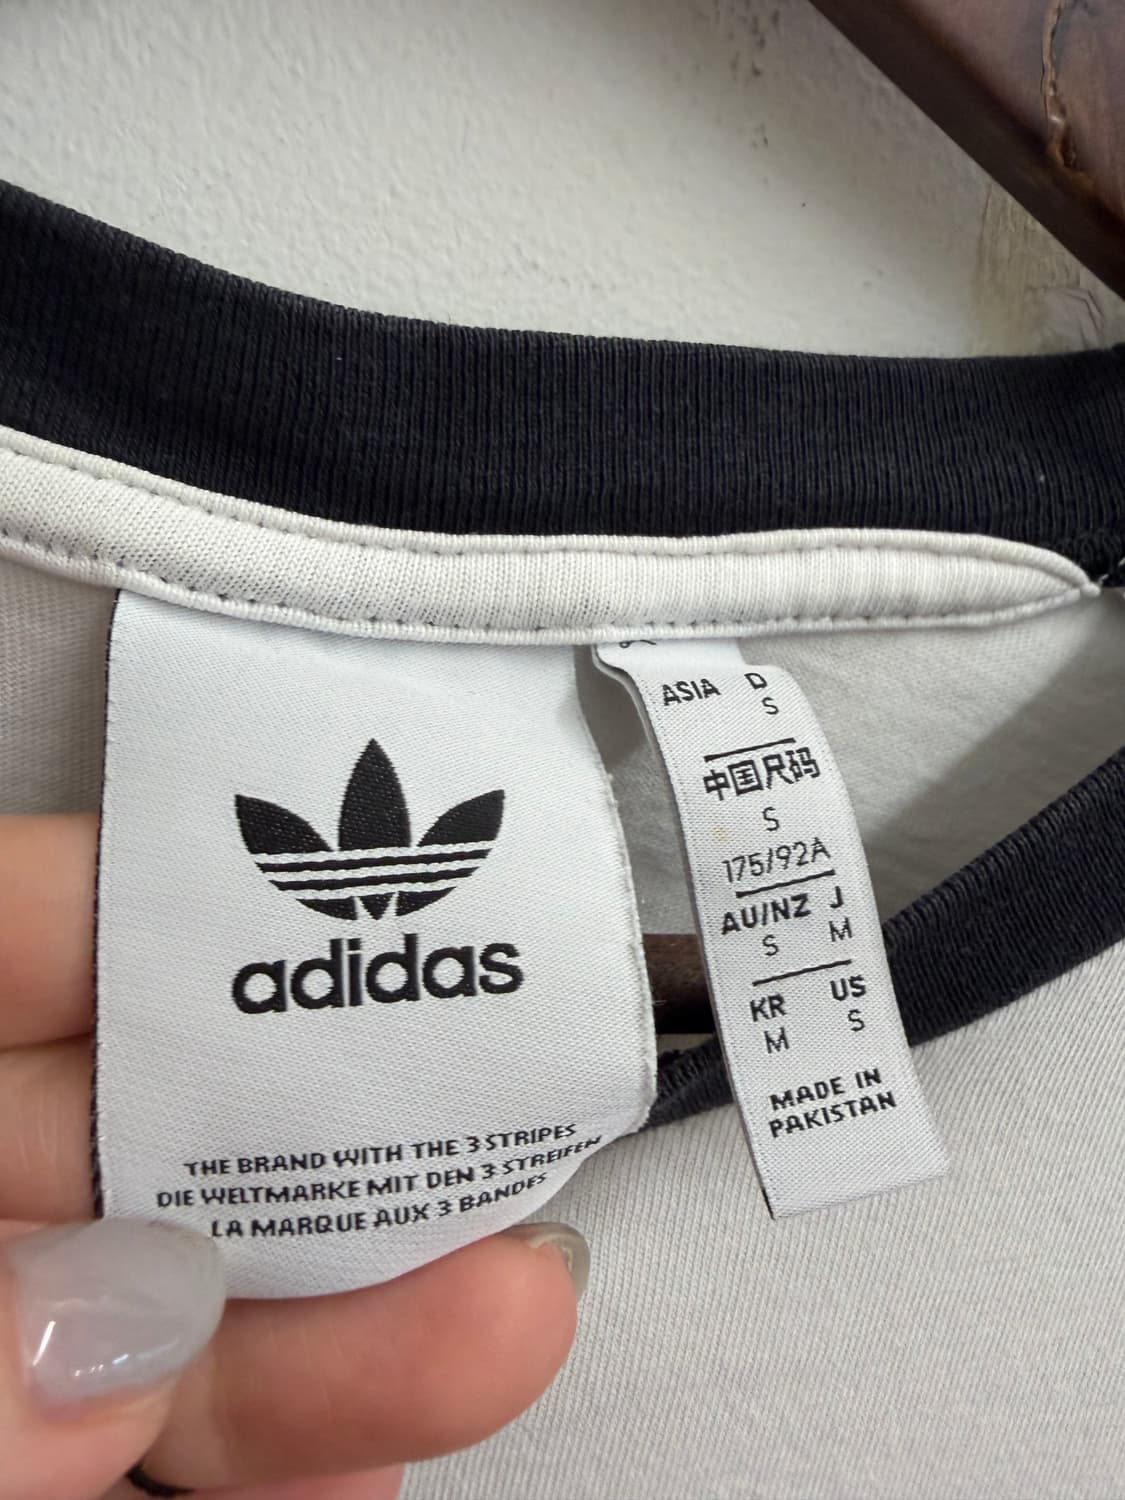 adidas
THE BRAND WITH THE 3 STRIPES
DIE WELTMARKE MIT DEN 3 STREIFEN
LA MARQUE AUX 3 BANDES
ASIA D
S
中国尺码
S
175/92A
AU/NZ J
S M
KR US
M S
MADE IN
PAKISTAN